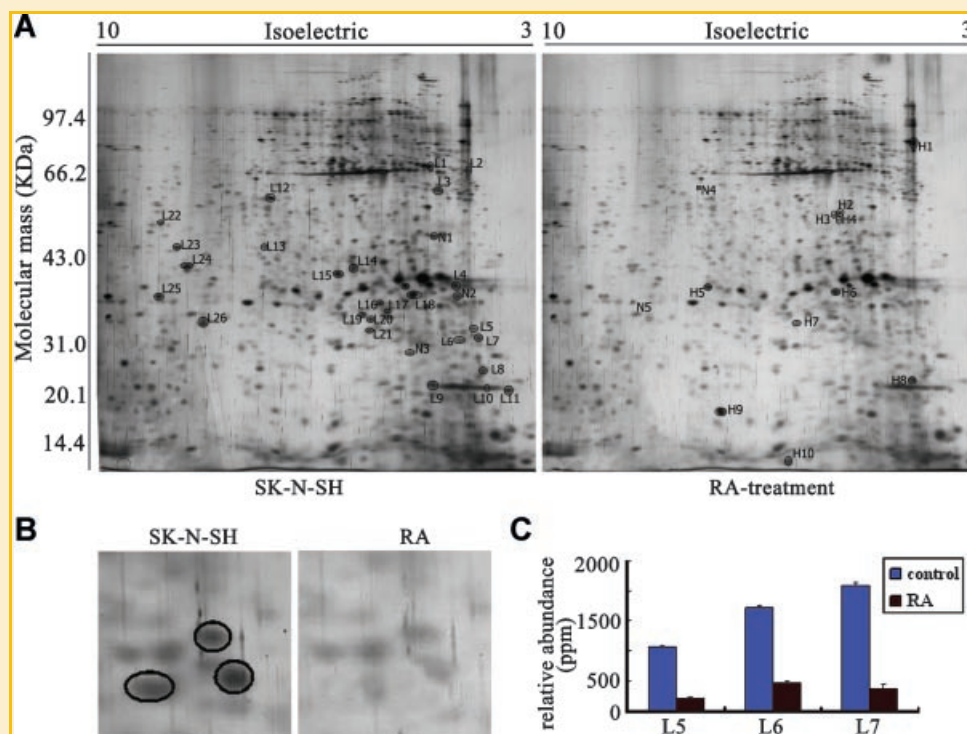 A
10 Isoelectric 3
10 Isoelectric 3
Molecular mass (KDa)
97.4
66.2
43.0
31.0
20.1
14.4
L1
L2
L3
L12
L22
N1
L23
L13
L24
L14
L15
L4
L25
N2
L16
L17
L18
L26
L19
L20
L21
L5
L6
L7
N3
L8
L9
L10
L11
H1
N4
H2
H3
H4
H5
H6
N5
H7
H8
H9
H10
SK-N-SH
RA-treatment
B
SK-N-SH RA
C
relative abundance
(ppm)
2000
1500
500
0
control
RA
L5 L6 L7